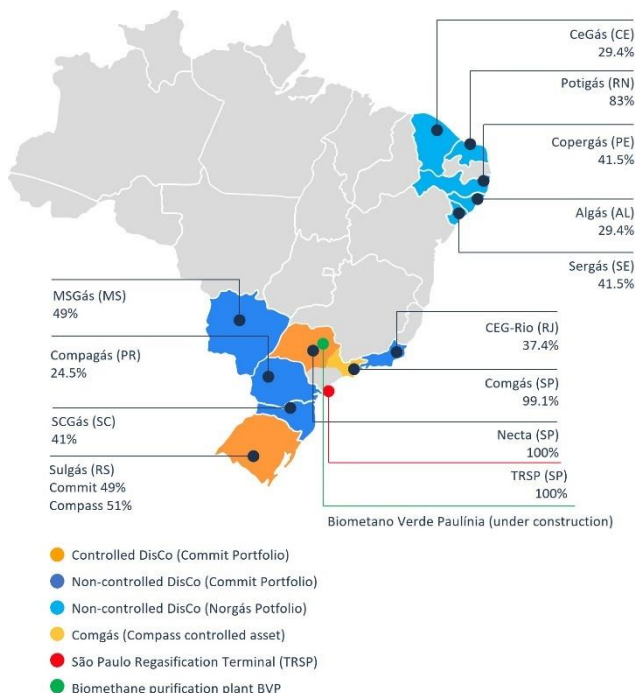 CeGás (CE)
29.4%
Potigás (RN)
83%
Copergás (PE)
41.5%
Algás (AL)
29.4%
Sergás (SE)
41.5%
MSGás (MS)
49%
Compagás (PR)
24.5%
SCGás (SC)
41%
Sulgás (RS)
Commit 49%
Compass 51%
CEG-Rio (RJ)
37.4%
Comgás (SP)
99.1%
Necta (SP)
100%
TRSP (SP)
100%
Biometano Verde Paulínia (under construction)
Controlled DisCo (Commit Portfolio)
Non-controlled DisCo (Commit Portfolio)
Non-controlled DisCo (Norgás Potfolio)
Comgás (Compass controlled asset)
São Paulo Regasification Terminal (TRSP)
Biomethane purification plant BVP